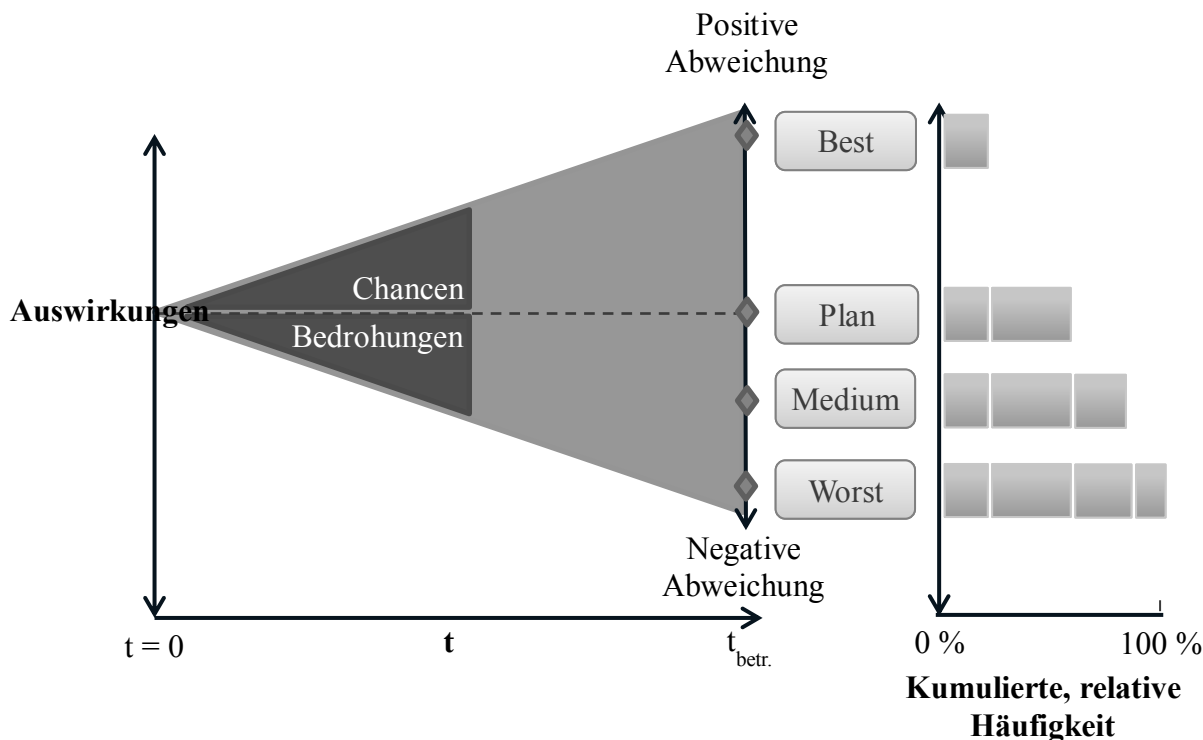 Positive
Abweichung
Best
Chancen
Auswirkungen
Plan
Bedrohungen
Medium
Worst
Negative
Abweichung
t = 0
t
t betr.
0 %
100 %
Kumulierte, relative
Häufigkeit